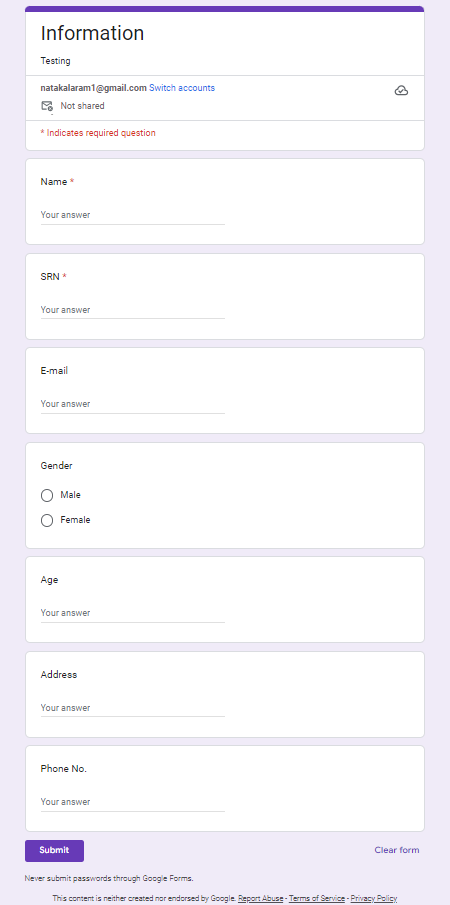 Information
Testing
natakalaram1@gmail.com Switch accounts
Not shared
* Indicates required question
Name *
Your answer
SRN *
Your answer
E-mail
Your answer
Gender
Male
Female
Age
Your answer
Address
Your answer
Phone No.
Your answer
Submit Clear form
Never submit passwords through Google Forms.
This content is neither created nor endorsed by Google. Report Abuse - Terms of Service - Privacy Policy